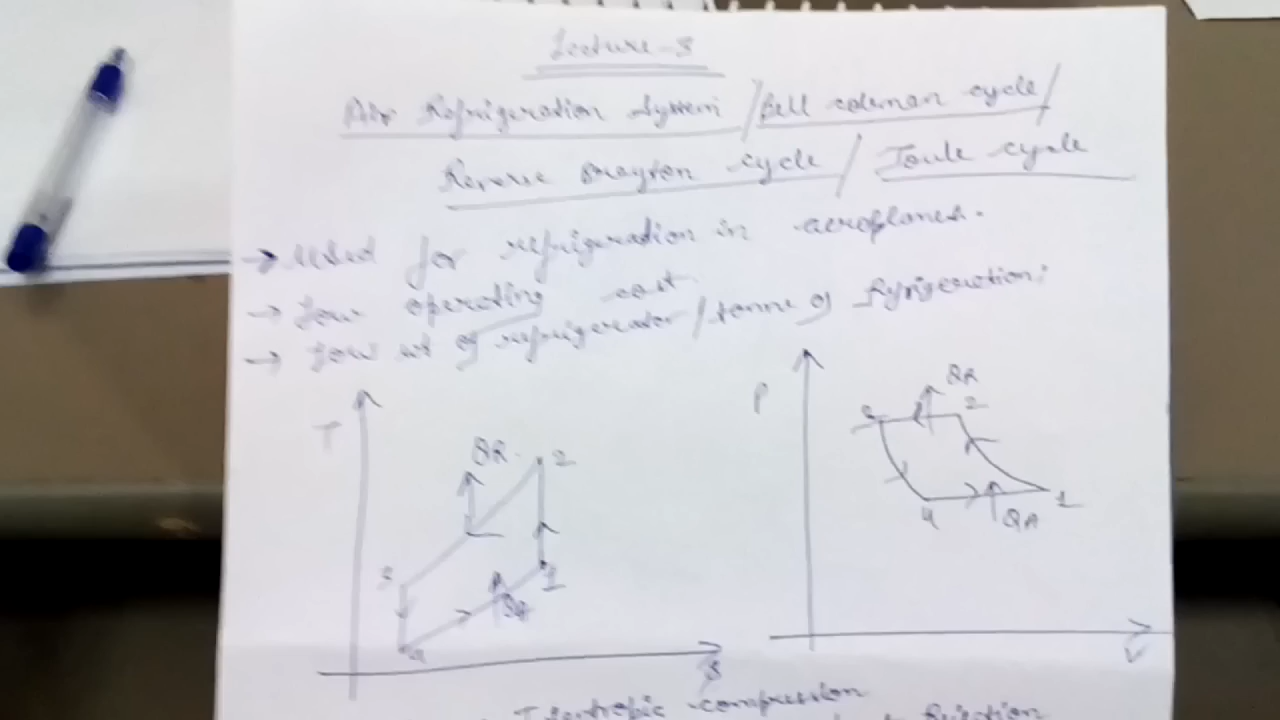 Lecture-3
Air Refrigeration System / Bell coleman cycle /
Reverse Brayton cycle / Joule cycle
→ Used for refrigeration in aeroplanes.
→ Low operating cost.
→ Low wt of refrigerator / tonne of Refrigeration.
T
QR
2
3
1
QA
4
S
P
QR
3
2
4
QA
1
V
Isentropic compression
Rejection